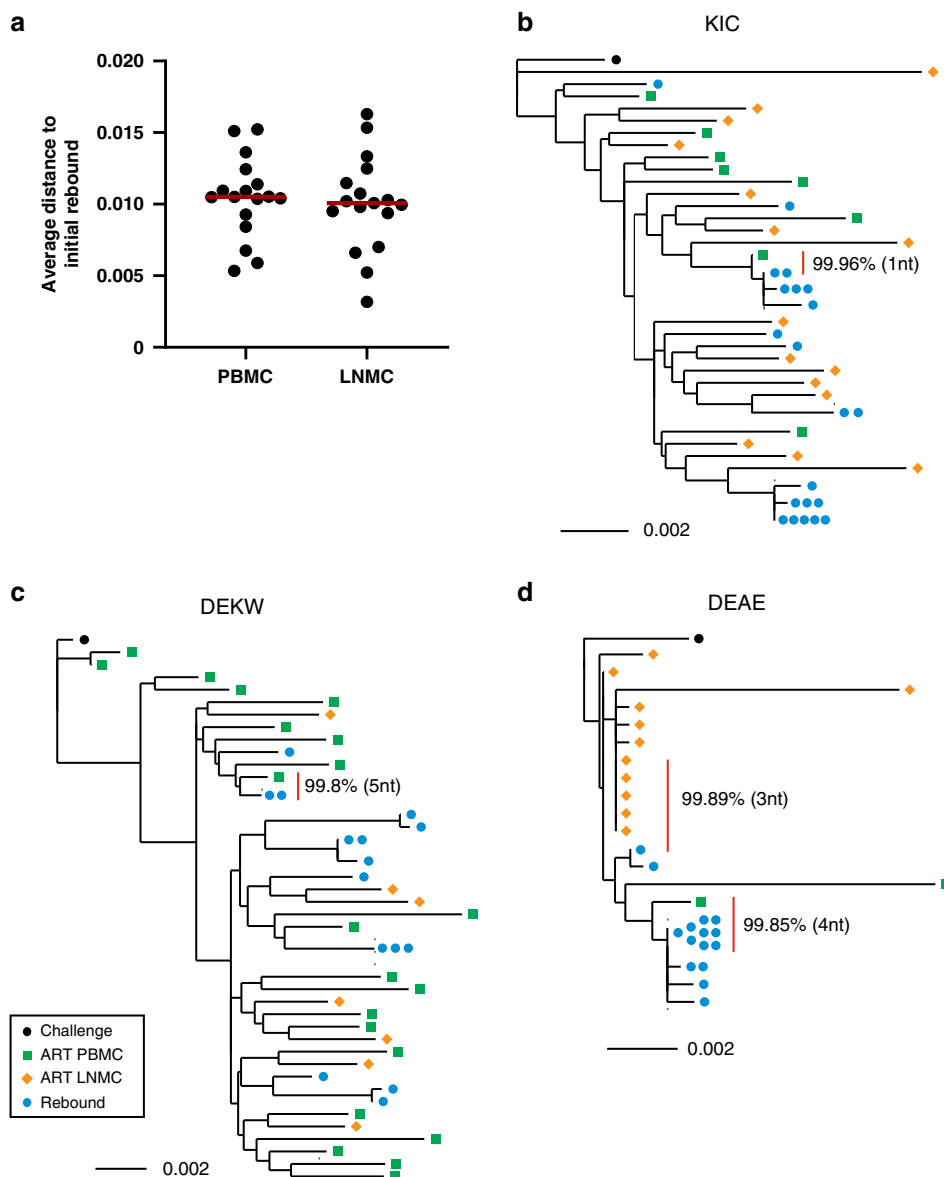 a
0.020
0.015
0.010
0.005
0
Average distance to
initial rebound
PBMC
LNMC
b
KIC
99.96% (1nt)
0.002
c
DEKW
99.8% (5nt)
Challenge
ART PBMC
ART LNMC
Rebound
0.002
d
DEAE
99.89% (3nt)
99.85% (4nt)
0.002